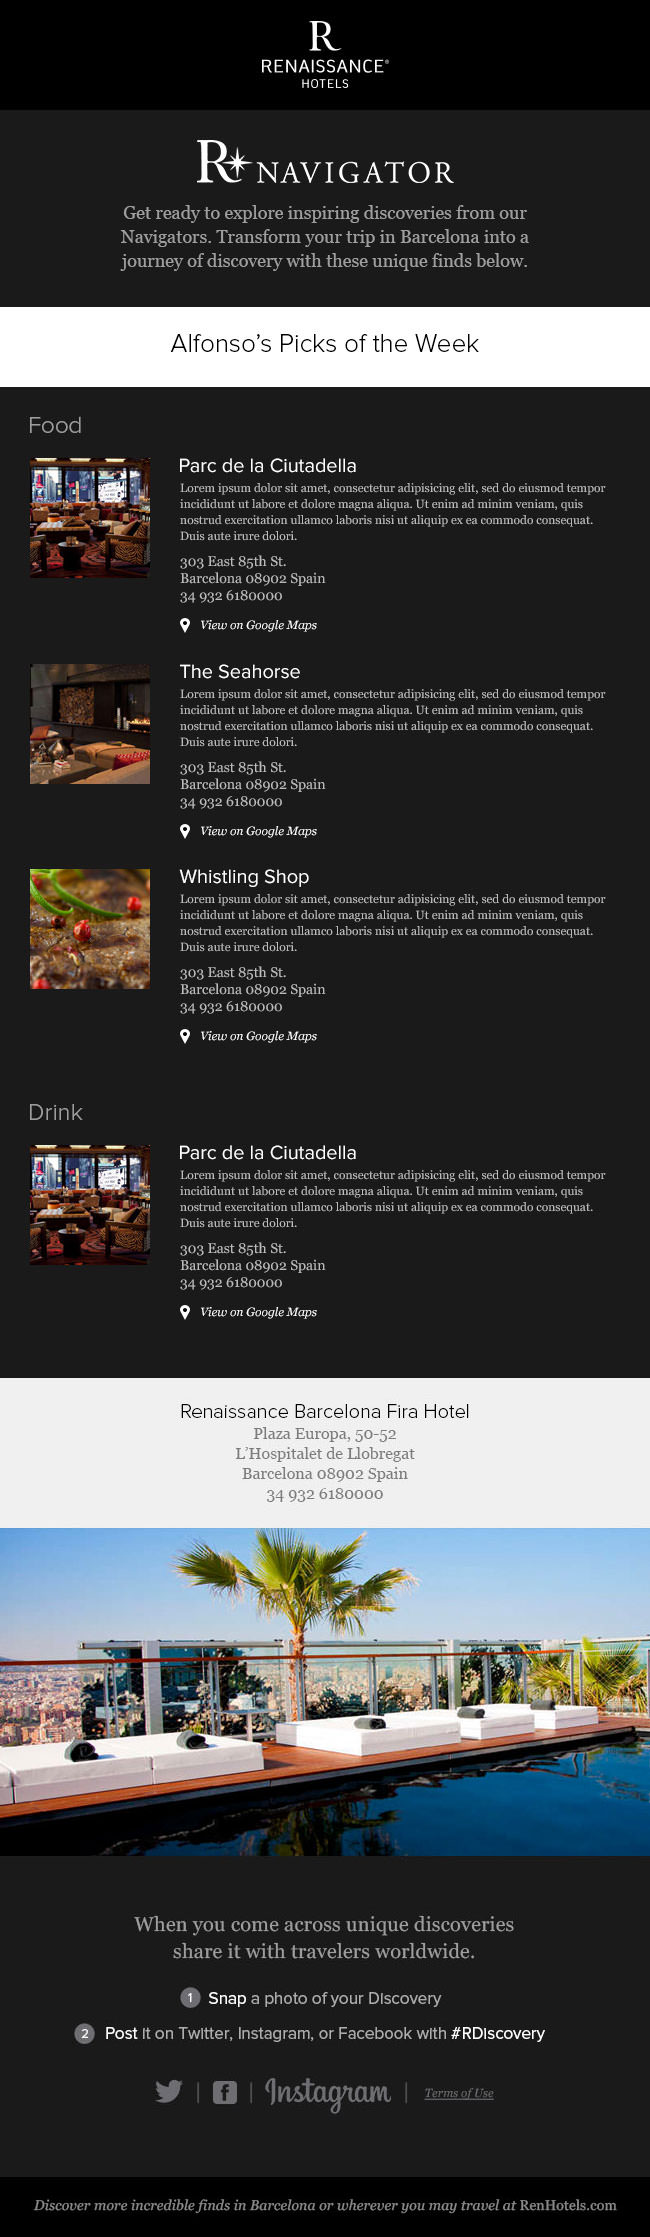 R
RENAISSANCE®
HOTELS
R NAVIGATOR
Get ready to explore inspiring discoveries from our
Navigators. Transform your trip in Barcelona into a
journey of discovery with these unique finds below.
Alfonso's Picks of the Week
Food
Parc de la Ciutadella
Lorem ipsum dolor sit amet, consectetur adipisicing elit, sed do eiusmod tempor
incididunt ut labore et dolore magna aliqua. Ut enim ad minim veniam, quis
nostrud exercitation ullamco laboris nisi ut aliquip ex ea commodo consequat.
Duis aute irure dolori.
303 East 85th St.
Barcelona 08902 Spain
34 932 6180000
View on Google Maps
The Seahorse
Lorem ipsum dolor sit amet, consectetur adipisicing elit, sed do eiusmod tempor
incididunt ut labore et dolore magna aliqua. Ut enim ad minim veniam, quis
nostrud exercitation ullamco laboris nisi ut aliquip ex ea commodo consequat.
Duis aute irure dolori.
303 East 85th St.
Barcelona 08902 Spain
34 932 6180000
View on Google Maps
Whistling Shop
Lorem ipsum dolor sit amet, consectetur adipisicing elit, sed do eiusmod tempor
incididunt ut labore et dolore magna aliqua. Ut enim ad minim veniam, quis
nostrud exercitation ullamco laboris nisi ut aliquip ex ea commodo consequat.
Duis aute irure dolori.
303 East 85th St.
Barcelona 08902 Spain
34 932 6180000
View on Google Maps
Drink
Parc de la Ciutadella
Lorem ipsum dolor sit amet, consectetur adipisicing elit, sed do eiusmod tempor
incididunt ut labore et dolore magna aliqua. Ut enim ad minim veniam, quis
nostrud exercitation ullamco laboris nisi ut aliquip ex ea commodo consequat.
Duis aute irure dolori.
303 East 85th St.
Barcelona 08902 Spain
34 932 6180000
View on Google Maps
Renaissance Barcelona Fira Hotel
Plaza Europa, 50-52
L'Hospitalet de Llobregat
Barcelona 08902 Spain
34 932 6180000
When you come across unique discoveries
share it with travelers worldwide.
1 Snap a photo of your Discovery
2 Post it on Twitter, Instagram, or Facebook with #RDiscovery
f | Instagram | Terms of Use
Discover more incredible finds in Barcelona or wherever you may travel at RenHotels.com